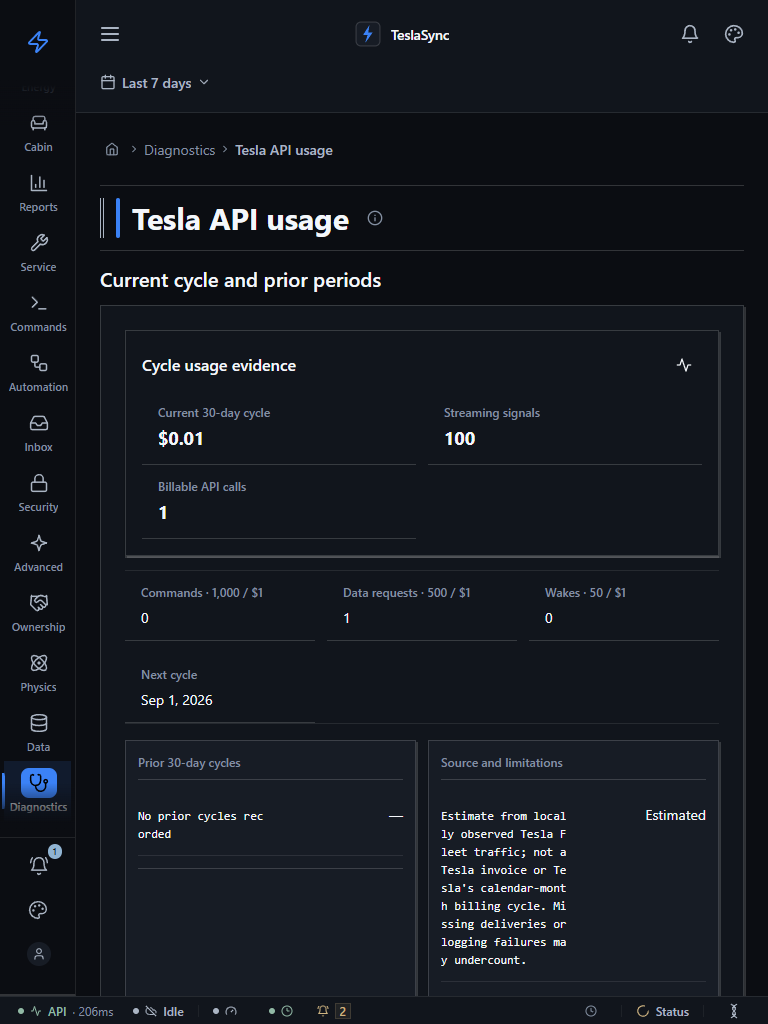 TeslaSync
Last 7 days
Energy
Cabin
Reports
Service
Commands
Automation
Inbox
Security
Advanced
Ownership
Physics
Data
Diagnostics
1
Diagnostics
Tesla API usage
Tesla API usage
Current cycle and prior periods
Cycle usage evidence
Current 30-day cycle
$0.01
Streaming signals
100
Billable API calls
1
Commands · 1,000 / $1
0
Data requests · 500 / $1
1
Wakes · 50 / $1
0
Next cycle
Sep 1, 2026
Prior 30-day cycles
No prior cycles rec
orded
—
Source and limitations
Estimate from local
ly observed Tesla F
leet traffic; not a
Tesla invoice or Te
sla's calendar-mont
h billing cycle. Mi
ssing deliveries or
logging failures ma
y undercount.
Estimated
API · 206ms
Idle
2
Status